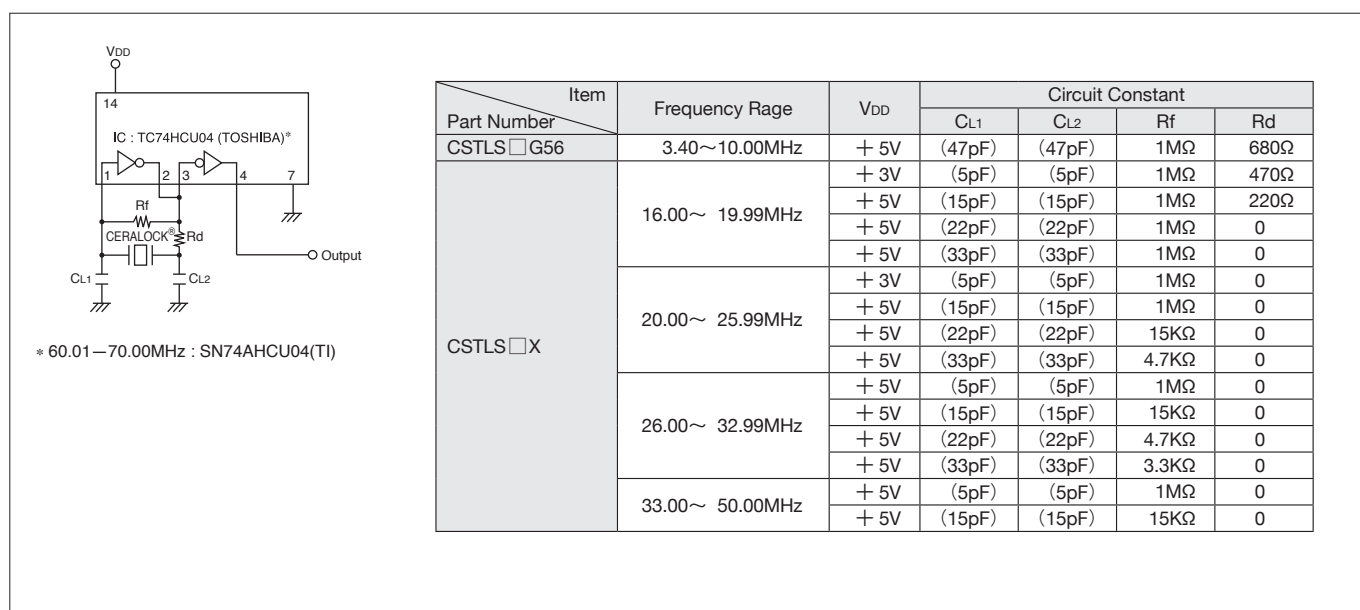 VDD
14
IC : TC74HCU04 (TOSHIBA)*
1 2 3 4 7
Rf
CERALOCK® Rd
Output
CL1 CL2
* 60.01－70.00MHz : SN74AHCU04(TI)
Item
Part Number
Frequency Rage
VDD
Circuit Constant
CL1 CL2 Rf Rd
CSTLS□G56 3.40～10.00MHz ＋5V (47pF) (47pF) 1MΩ 680Ω
CSTLS□X
16.00～ 19.99MHz
＋3V (5pF) (5pF) 1MΩ 470Ω
＋5V (15pF) (15pF) 1MΩ 220Ω
＋5V (22pF) (22pF) 1MΩ 0
＋5V (33pF) (33pF) 1MΩ 0
20.00～ 25.99MHz
＋3V (5pF) (5pF) 1MΩ 0
＋5V (15pF) (15pF) 1MΩ 0
＋5V (22pF) (22pF) 15KΩ 0
＋5V (33pF) (33pF) 4.7KΩ 0
26.00～ 32.99MHz
＋5V (5pF) (5pF) 1MΩ 0
＋5V (15pF) (15pF) 15KΩ 0
＋5V (22pF) (22pF) 4.7KΩ 0
＋5V (33pF) (33pF) 3.3KΩ 0
33.00～ 50.00MHz
＋5V (5pF) (5pF) 1MΩ 0
＋5V (15pF) (15pF) 15KΩ 0